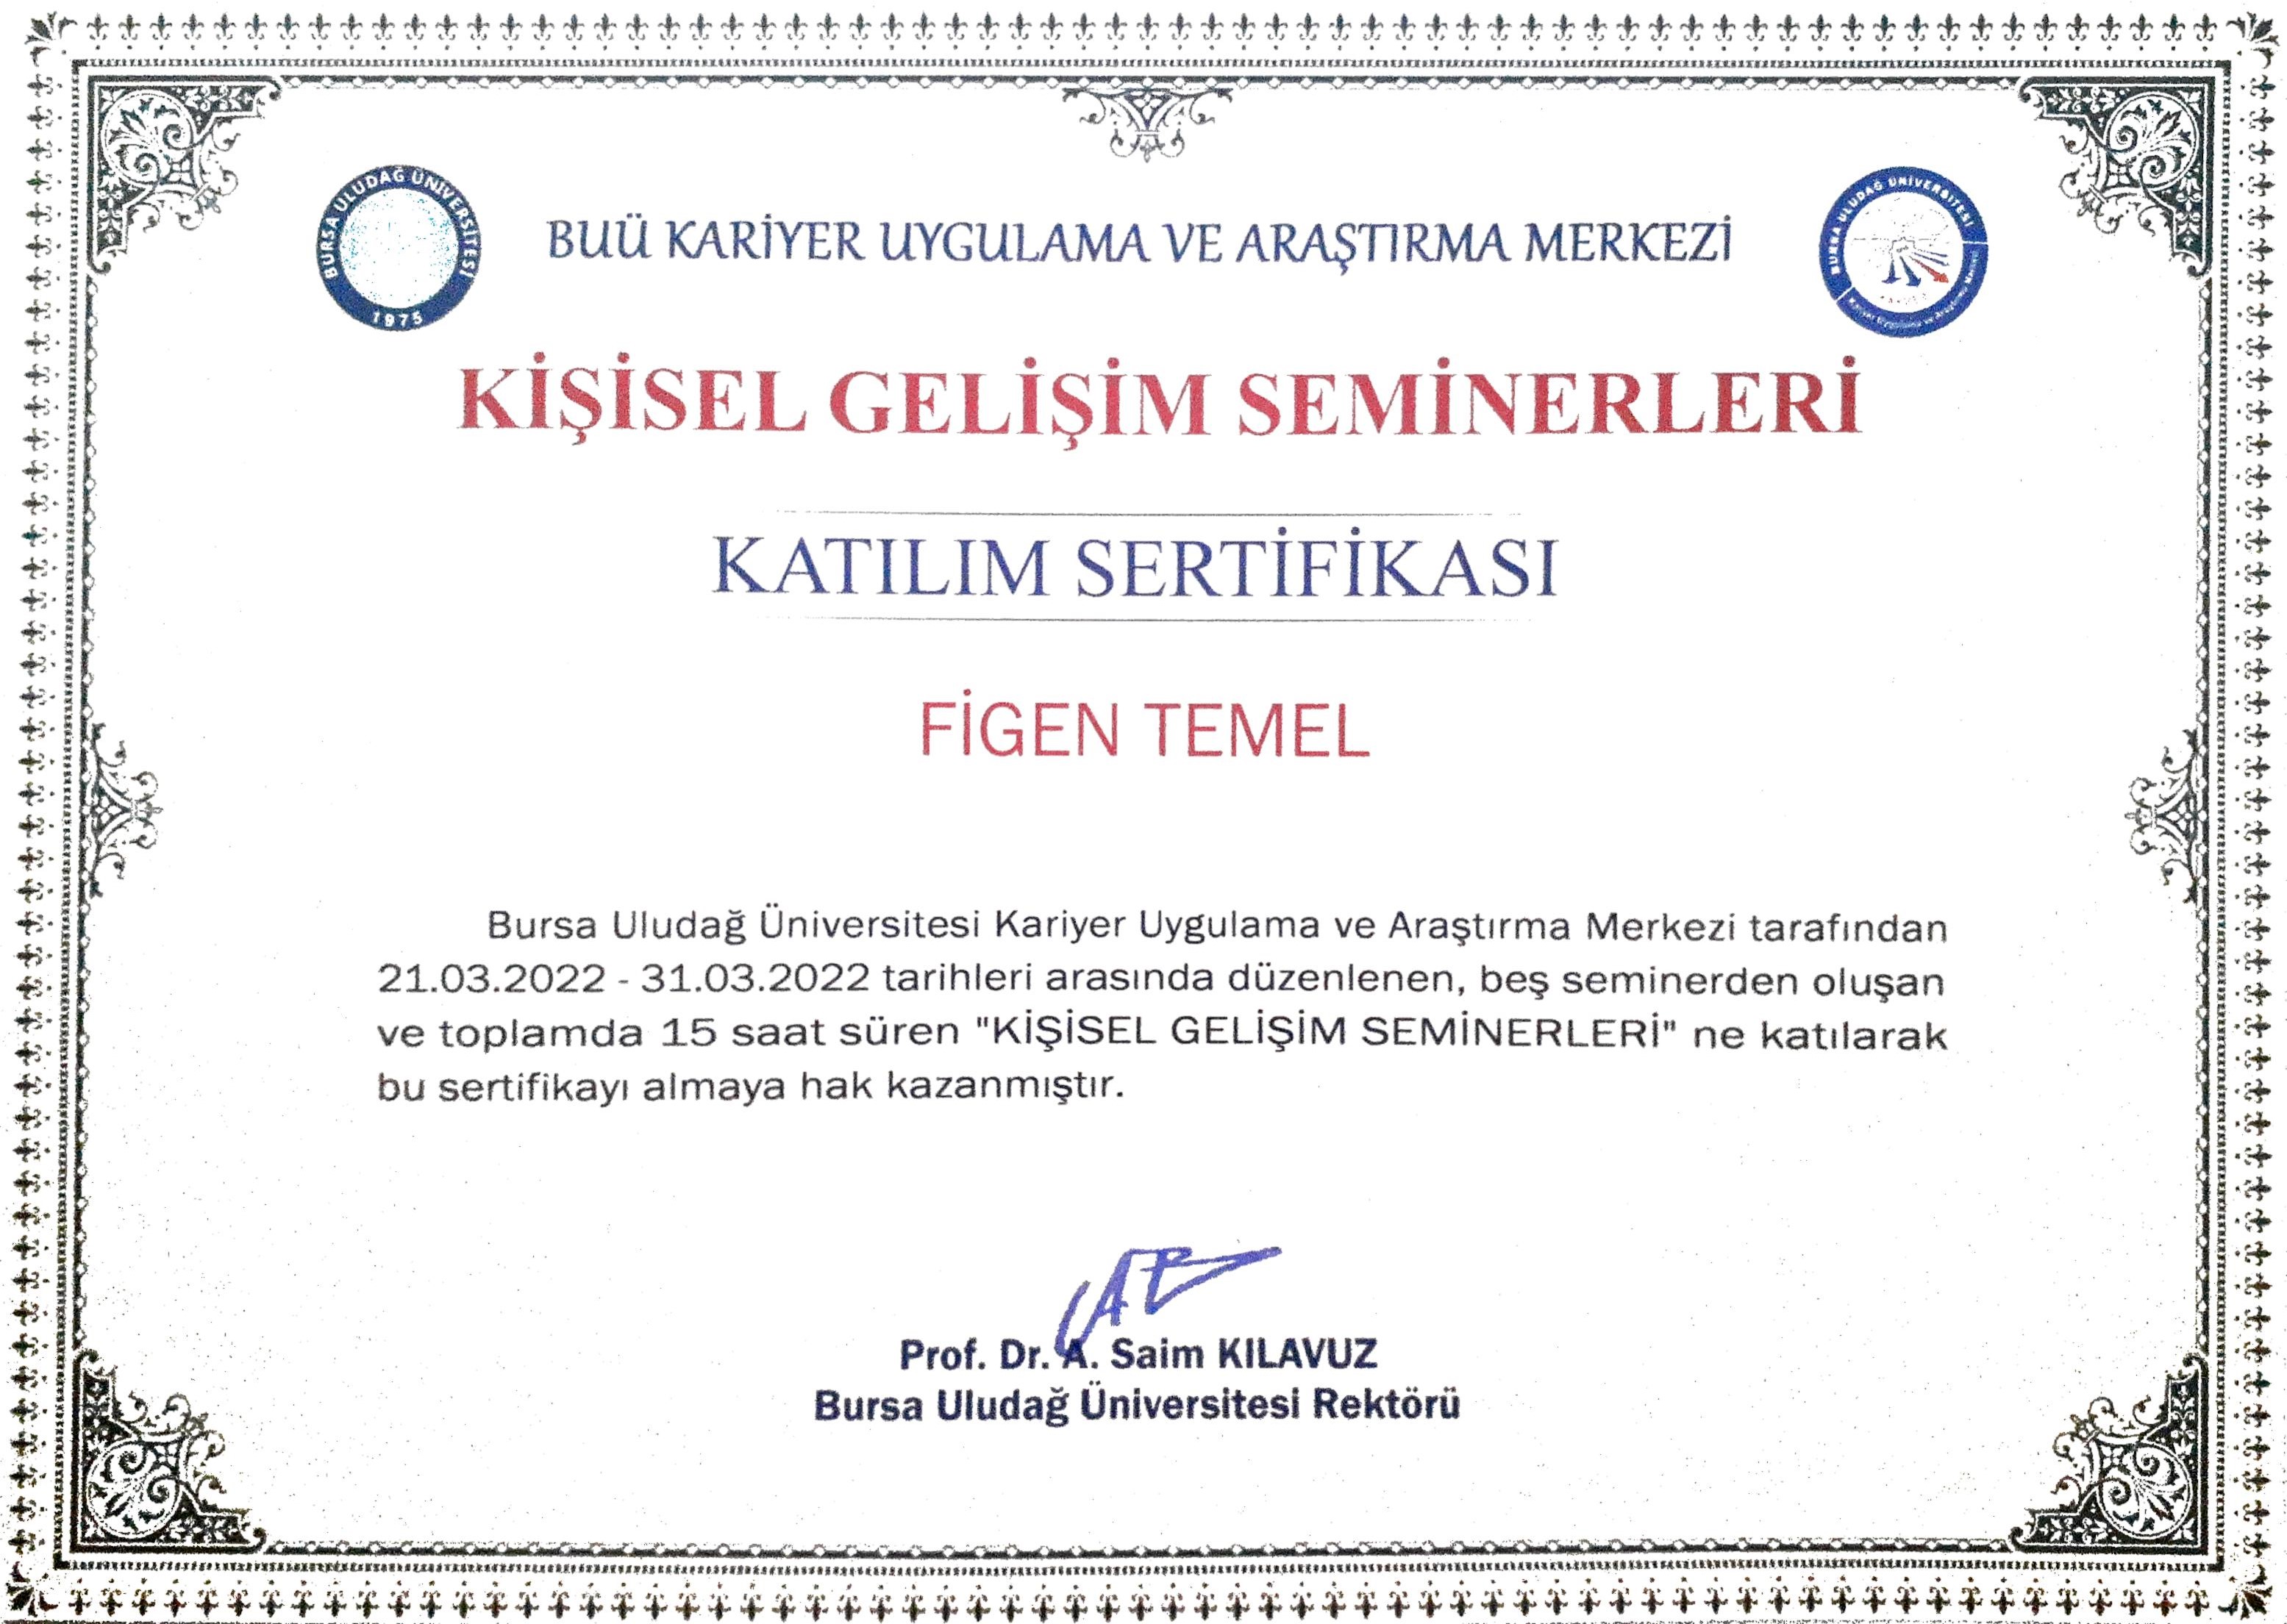 BURSA ULUDAĞ ÜNİVERSİTESİ
1975
BUÜ KARİYER UYGULAMA VE ARAŞTIRMA MERKEZİ
BURSA ULUDAĞ ÜNİVERSİTESİ
Kariyer Uygulama ve Araştırma Merkezi
KİŞİSEL GELİŞİM SEMİNERLERİ
KATILIM SERTİFİKASI
FİGEN TEMEL
Bursa Uludağ Üniversitesi Kariyer Uygulama ve Araştırma Merkezi tarafından
21.03.2022 - 31.03.2022 tarihleri arasında düzenlenen, beş seminerden oluşan
ve toplamda 15 saat süren "KİŞİSEL GELİŞİM SEMİNERLERİ" ne katılarak
bu sertifikayı almaya hak kazanmıştır.
Prof. Dr. A. Saim KILAVUZ
Bursa Uludağ Üniversitesi Rektörü